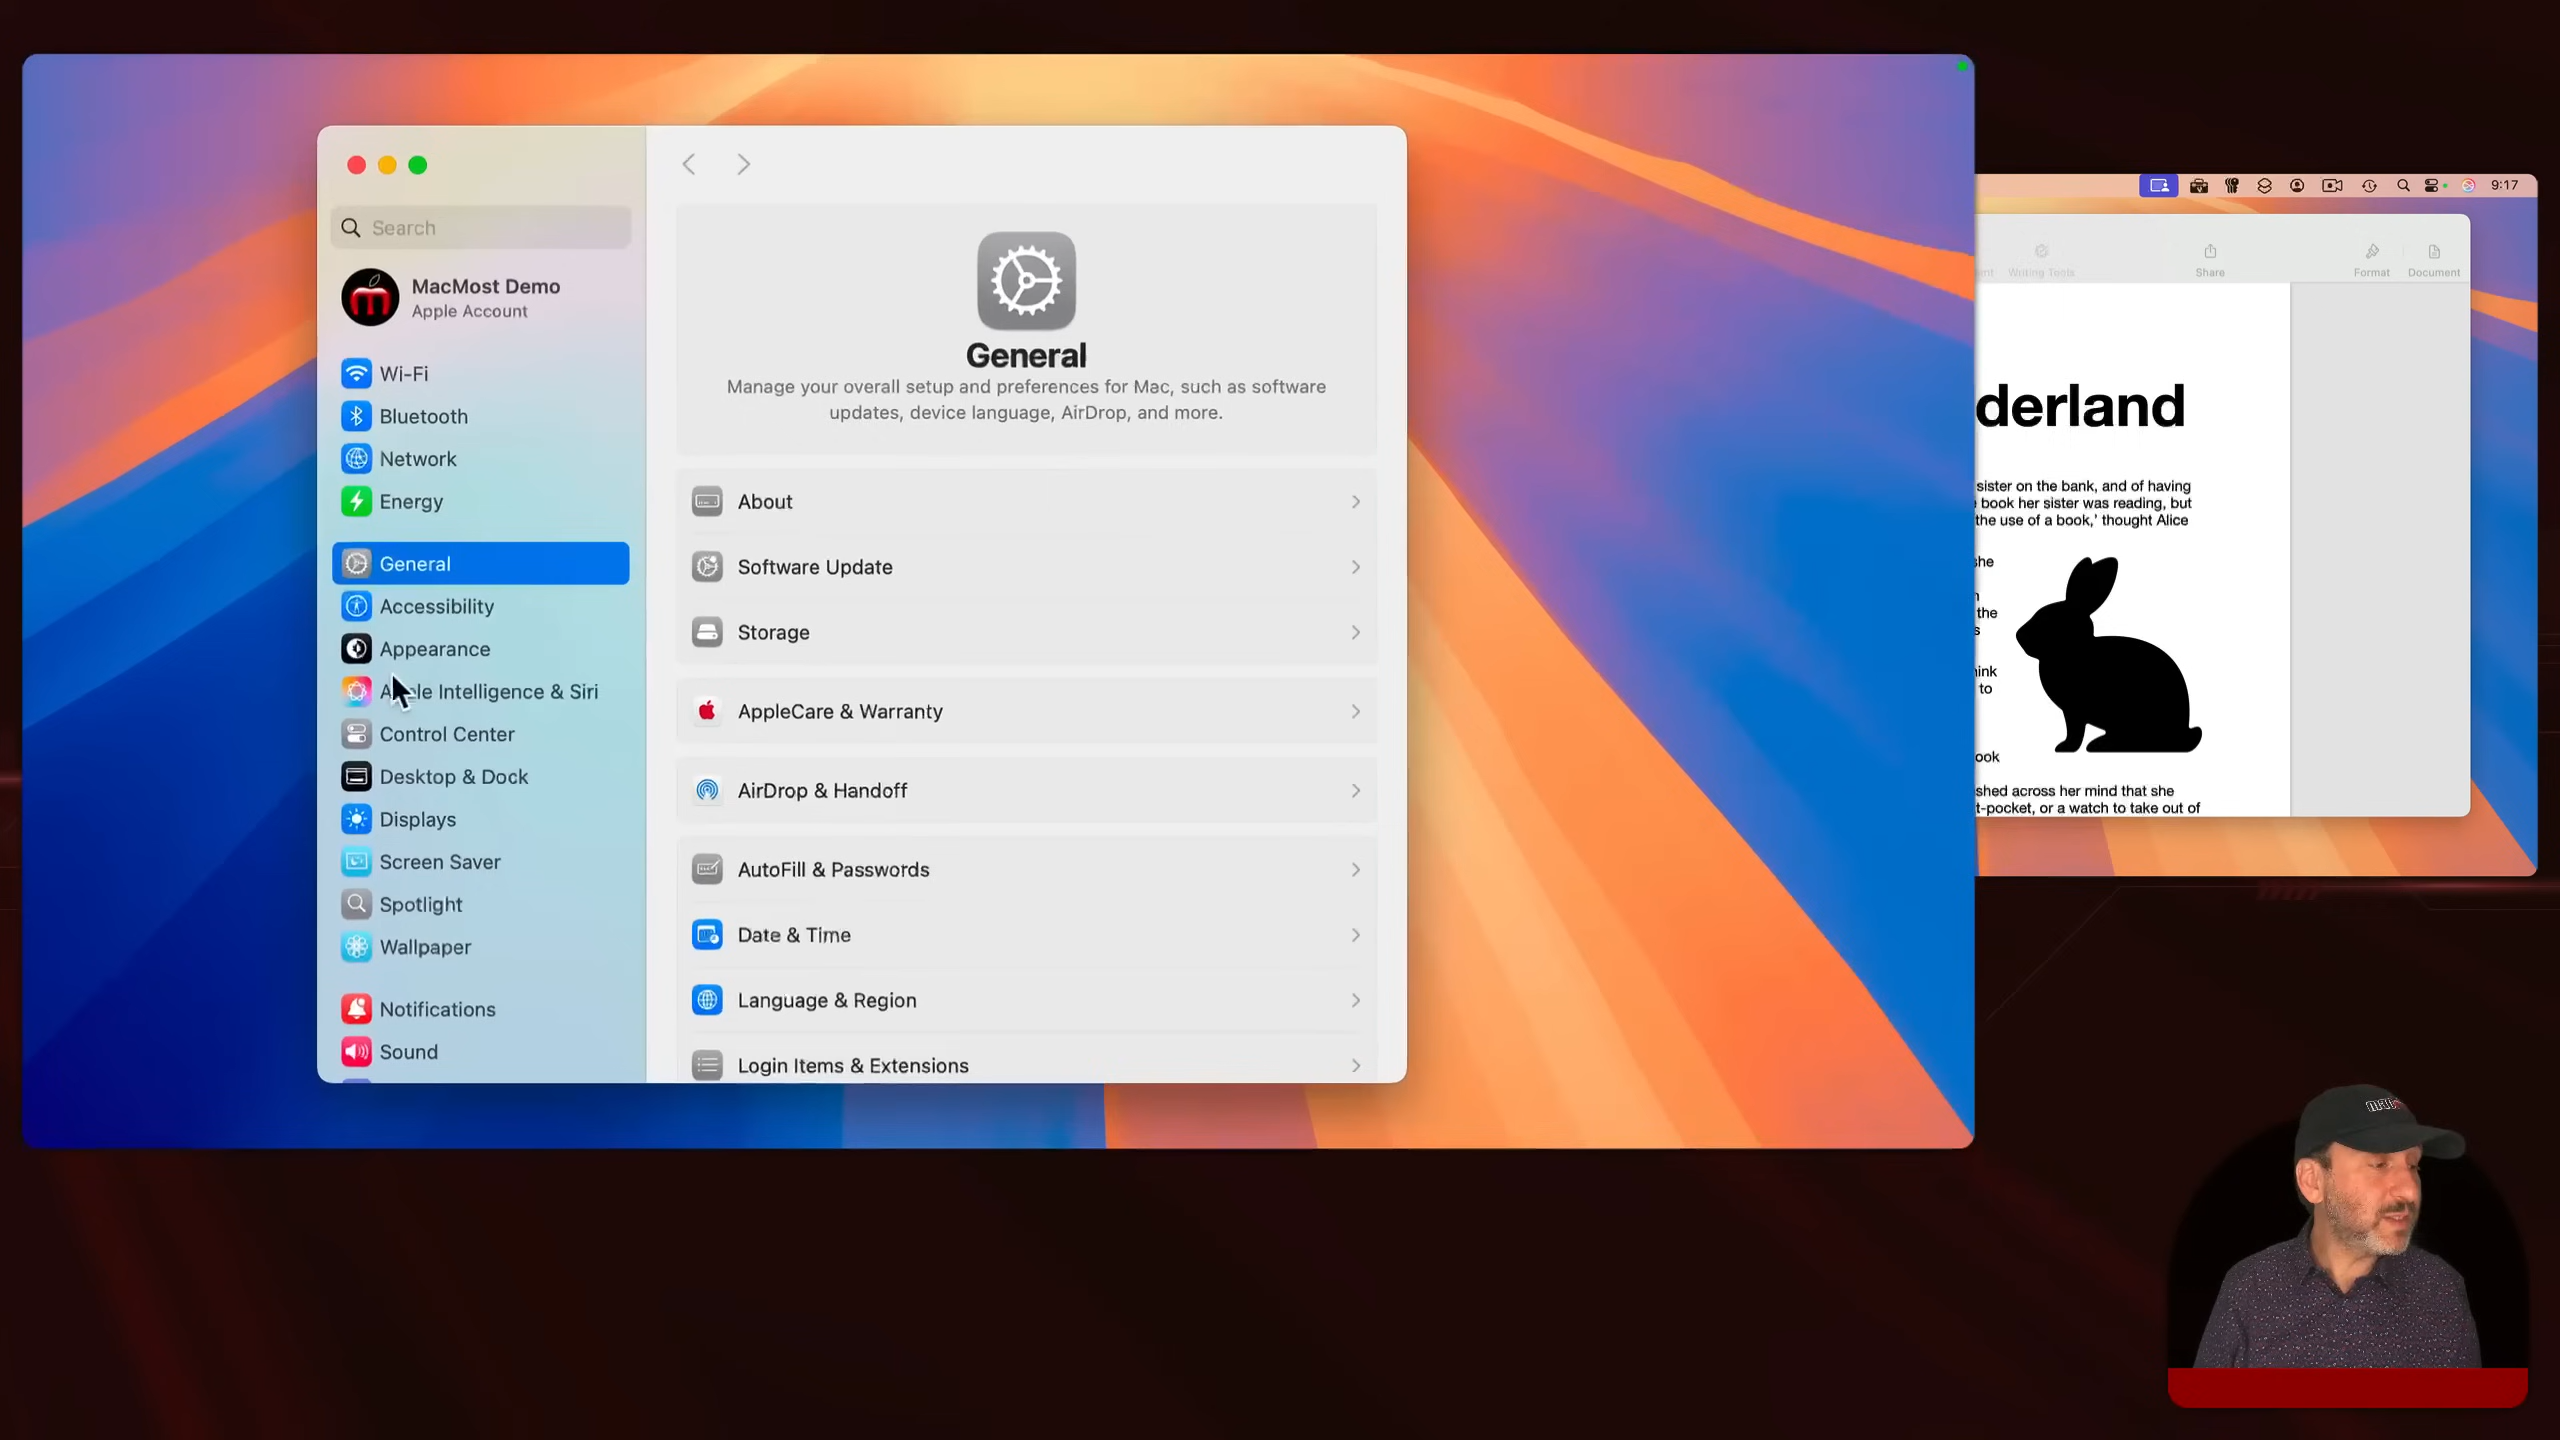 Search
MacMost Demo
Apple Account
Wi-Fi
Bluetooth
Network
Energy
General
Accessibility
Appearance
Apple Intelligence & Siri
Control Center
Desktop & Dock
Displays
Screen Saver
Spotlight
Wallpaper
Notifications
Sound
General
Manage your overall setup and preferences for Mac, such as software
updates, device language, AirDrop, and more.
About
Software Update
Storage
AppleCare & Warranty
AirDrop & Handoff
AutoFill & Passwords
Date & Time
Language & Region
Login Items & Extensions
9:17
Writing Tools
Share
Format
Document
derland
sister on the bank, and of having
book her sister was reading, but
the use of a book,' thought Alice
she
the
ink
to
ook
shed across her mind that she
t-pocket, or a watch to take out of